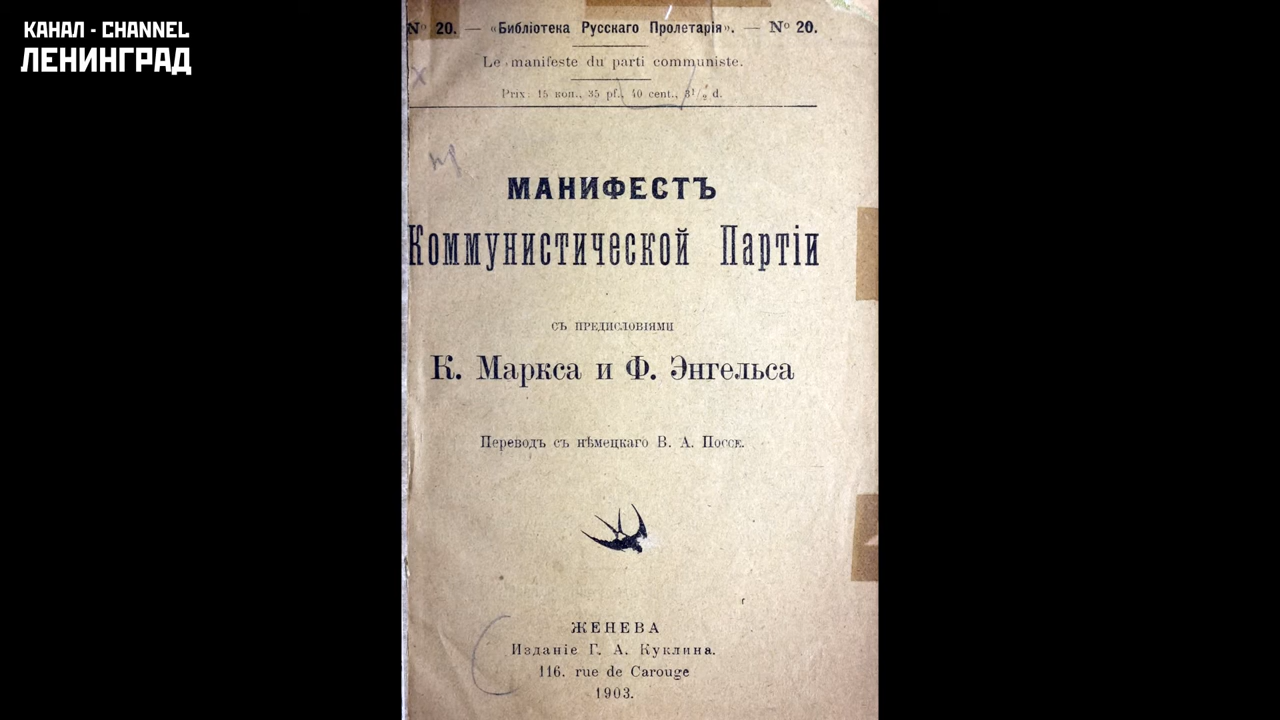 КАНАЛ - CHANNEL
ЛЕНИНГРАД
Nº 20. — «Библіотека Русскаго Пролетарія». — Nº 20.
Le manifeste du parti communiste.
Prix: 15 коп., 35 pf., 40 cent., 3¹/₂ d.
МАНИФЕСТЪ
Коммунистической Партіи
СЪ ПРЕДИСЛОВІЯМИ
К. Маркса и Ф. Энгельса
Переводъ съ нѣмецкаго В. А. Поссе.
ЖЕНЕВА
Изданіе Г. А. Куклина.
116. rue de Carouge
1903.